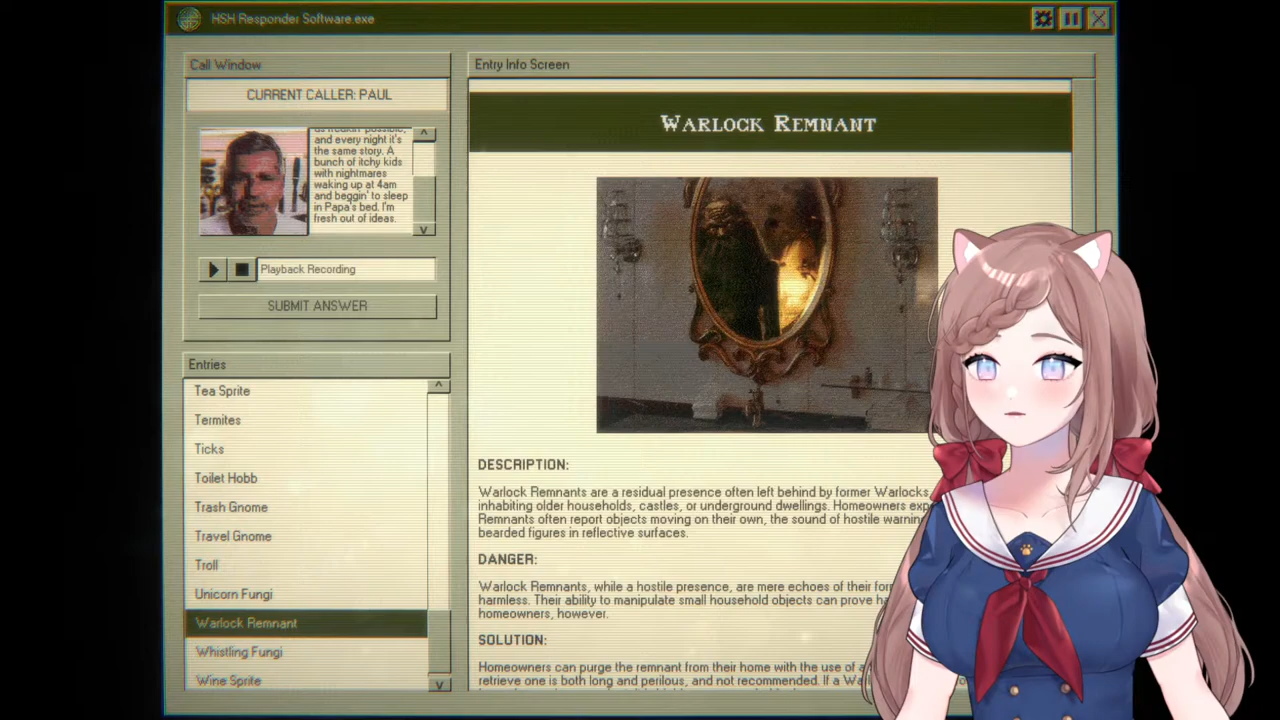 HSH Responder Software.exe
Call Window
CURRENT CALLER: PAUL
as freakin' possible,
and every night it's
the same story. A
bunch of itchy kids
with nightmares
waking up at 4am
and beggin' to sleep
in Papa's bed. I'm
fresh out of ideas.
Playback Recording
SUBMIT ANSWER
Entries
Tea Sprite
Termites
Ticks
Toilet Hobb
Trash Gnome
Travel Gnome
Troll
Unicorn Fungi
Warlock Remnant
Whistling Fungi
Wine Sprite
Entry Info Screen
WARLOCK REMNANT
DESCRIPTION:
Warlock Remnants are a residual presence often left behind by former Warlocks
inhabiting older households, castles, or underground dwellings. Homeowners
Remnants often report objects moving on their own, the sound of hostile
bearded figures in reflective surfaces.
DANGER:
Warlock Remnants, while a hostile presence, are mere echoes of their
harmless. Their ability to manipulate small household objects can prove
homeowners, however.
SOLUTION:
Homeowners can purge the remnant from their home with the use of a
retrieve one is both long and perilous, and not recommended. If a